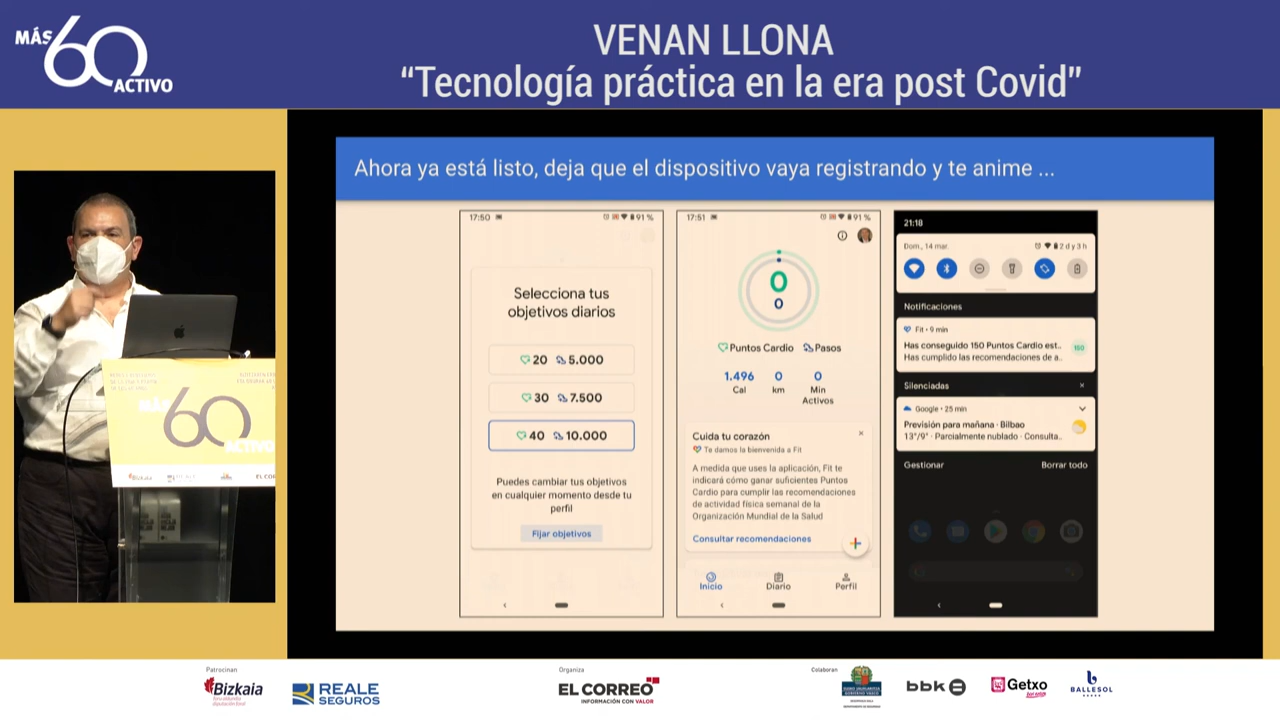 MÁS
60
ACTIVO
VENAN LLONA
“Tecnología práctica en la era post Covid”
Ahora ya está listo, deja que el dispositivo vaya registrando y te anime ...
17:50
91 %
Selecciona tus
objetivos diarios
20 5.000
30 7.500
40 10.000
Puedes cambiar tus objetivos
en cualquier momento desde tu
perfil
Fijar objetivos
17:51
91 %
0
0
Puntos Cardio Pasos
1.496 0 0
Cal km Min
Activos
Cuida tu corazón
Te damos la bienvenida a Fit
A medida que uses la aplicación, Fit te
indicará cómo ganar suficientes Puntos
Cardio para cumplir las recomendaciones
de actividad física semanal de la
Organización Mundial de la Salud
Consultar recomendaciones
Inicio Diario Perfil
21:18
Dom., 14 mar. 2 d y 3 h
Notificaciones
Fit • 9 min
Has conseguido 150 Puntos Cardio est..
Has cumplido las recomendaciones de a..
150
Silenciadas
Google • 25 min
Previsión para mañana · Bilbao
13°/9° · Parcialmente nublado · Consulta..
Gestionar Borrar todo
MÁS
60
ACTIVO
Patrocinan
Bizkaia
REALE
SEGUROS
Organiza
EL CORREO
INFORMACIÓN CON VALOR
Colaboran
bbk
Getxo
BALLESOL